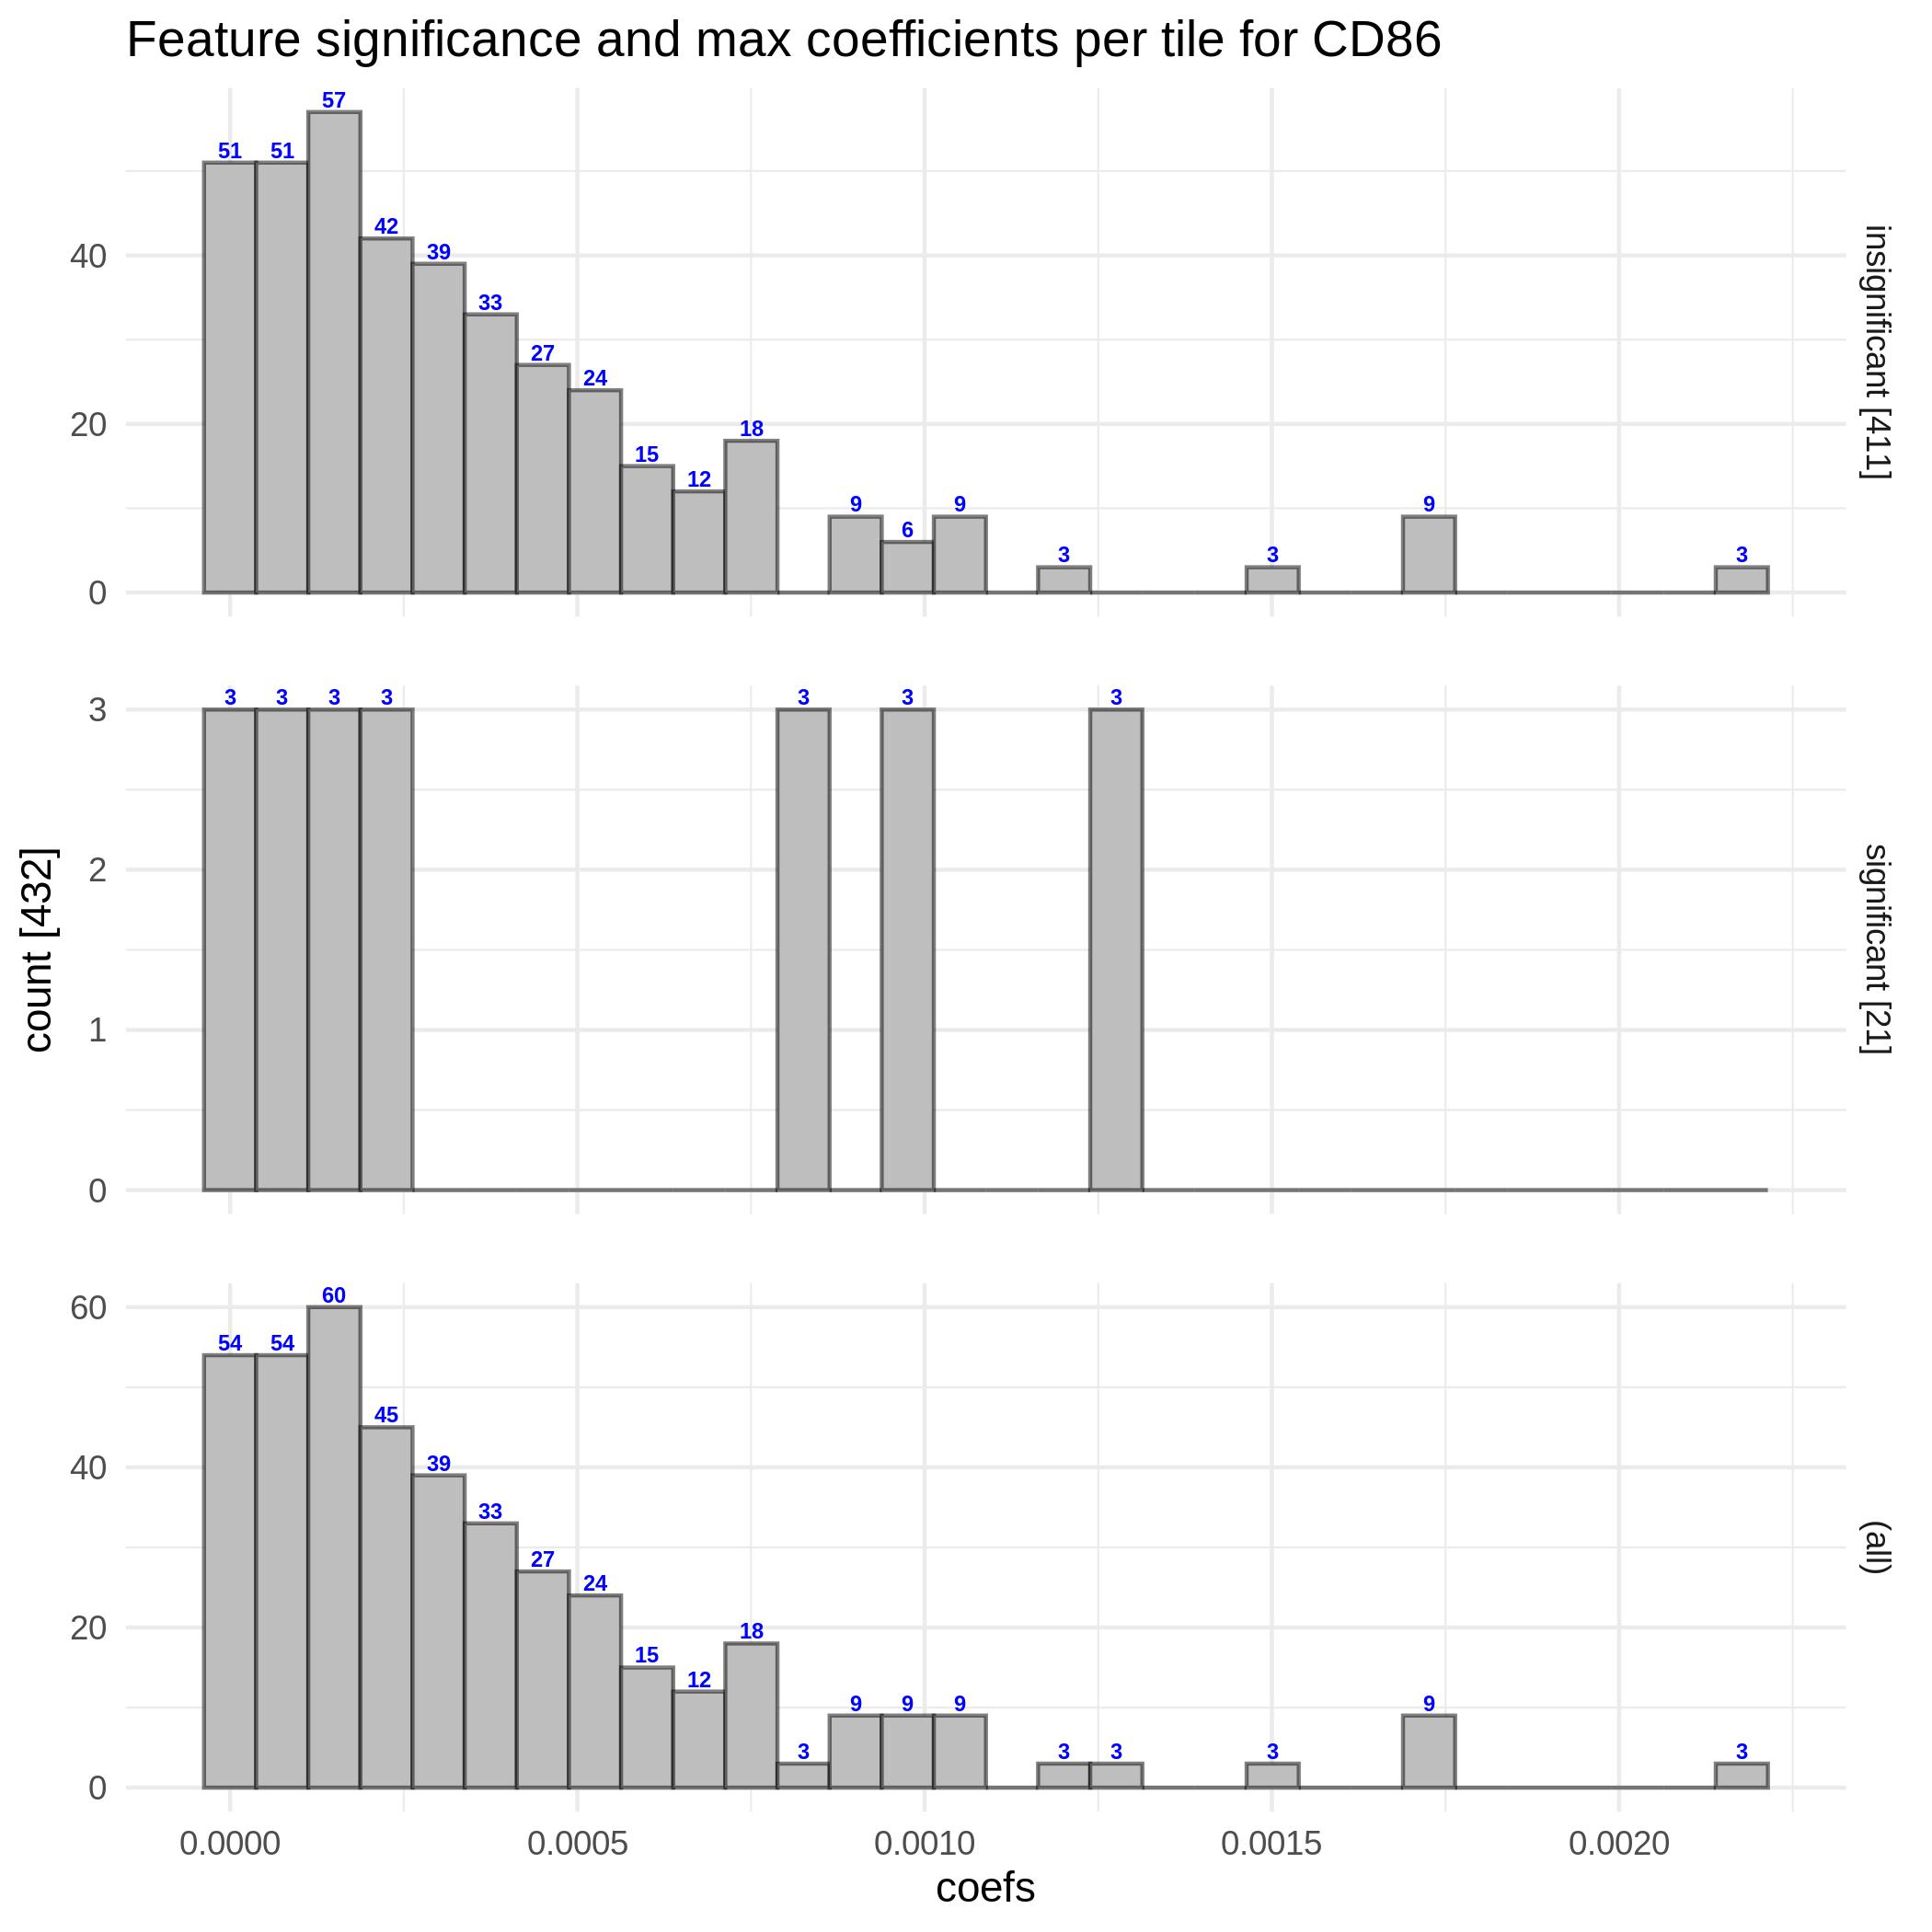 Feature significance and max coefficients per tile for CD86
51 51 57 42 39 33 27 24 15 12 18 9 6 9 3 3 9 3
40
20
0
insignificant [411]
3 3 3 3 3 3 3
3
2
1
0
significant [21]
count [432]
54 54 60 45 39 33 27 24 15 12 18 3 9 9 9 3 3 3 9 3
60
40
20
0
(all)
0.0000 0.0005 0.0010 0.0015 0.0020
coefs